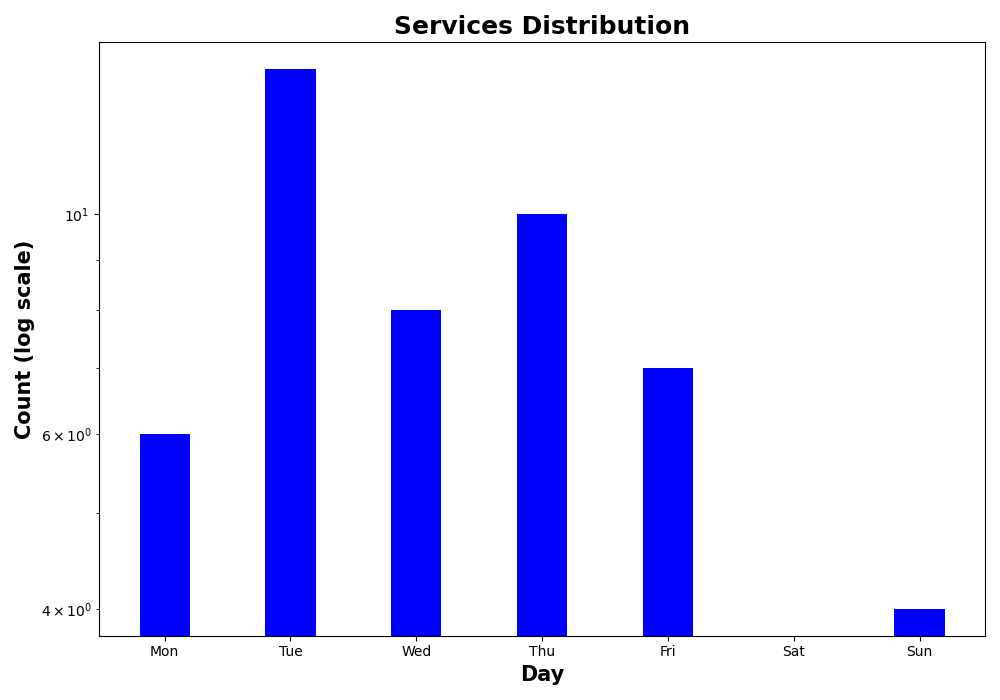 Services Distribution
Count (log scale)
10¹
6 × 10⁰
4 × 10⁰
Mon Tue Wed Thu Fri Sat Sun
Day